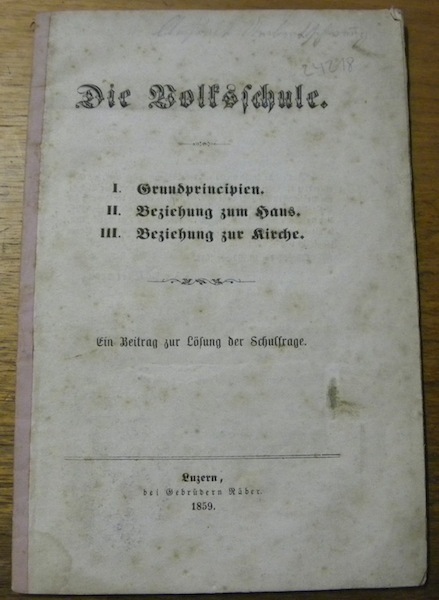 24218
Die Volksschule.
I. Grundprincipien.
II. Beziehung zum Haus.
III. Beziehung zur Kirche.
Ein Beitrag zur Lösung der Schulfrage.
Luzern,
bei Gebrüdern Räber.
1859.